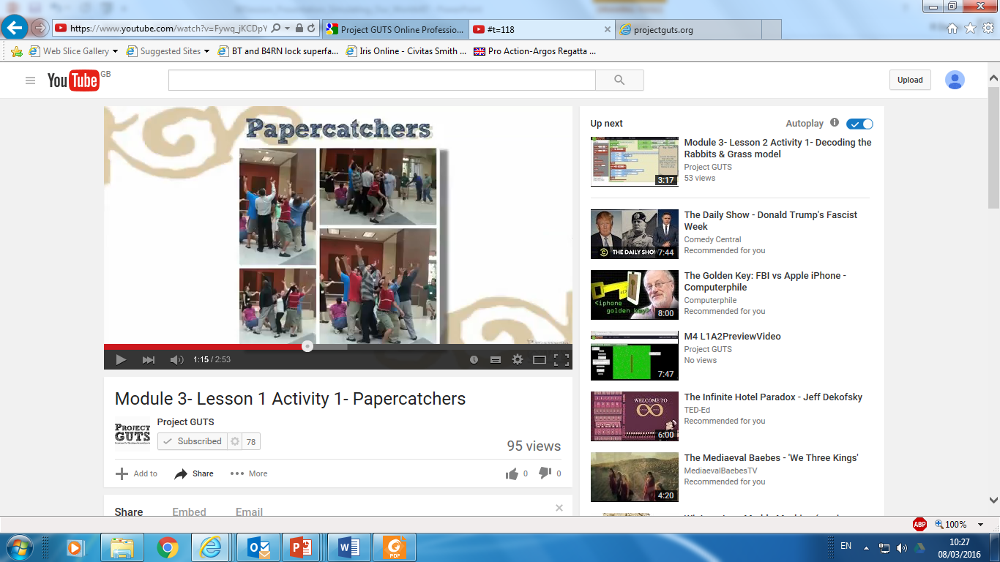 https://www.youtube.com/watch?v=Fywq_jKCDpY
Project GUTS Online Professio...
#t=118
projectguts.org
Web Slice Gallery
Suggested Sites
BT and B4RN lock superfa...
Iris Online - Civitas Smith ...
Pro Action-Argos Regatta ...
YouTube GB
Upload
Papercatchers
1:15 / 2:53
Module 3- Lesson 1 Activity 1- Papercatchers
PROJECT
GUTS
Project GUTS
Subscribed
78
95 views
Add to
Share
More
0
0
Share
Embed
Email
Up next
Autoplay
Module 3- Lesson 2 Activity 1- Decoding the
Rabbits & Grass model
Project GUTS
53 views
3:17
The Daily Show - Donald Trump's Fascist
Week
Comedy Central
Recommended for you
THE DAILY SHO
7:44
The Golden Key: FBI vs Apple iPhone -
Computerphile
Computerphile
Recommended for you
<iphone
golden key>
8:00
M4 L1A2PreviewVideo
Project GUTS
No views
7:47
The Infinite Hotel Paradox - Jeff Dekofsky
TED-Ed
Recommended for you
WELCOME TO
6:00
The Mediaeval Baebes - 'We Three Kings'
MediaevalBaebesTV
Recommended for you
4:20
ABP
100%
PDF
EN
10:27
08/03/2016